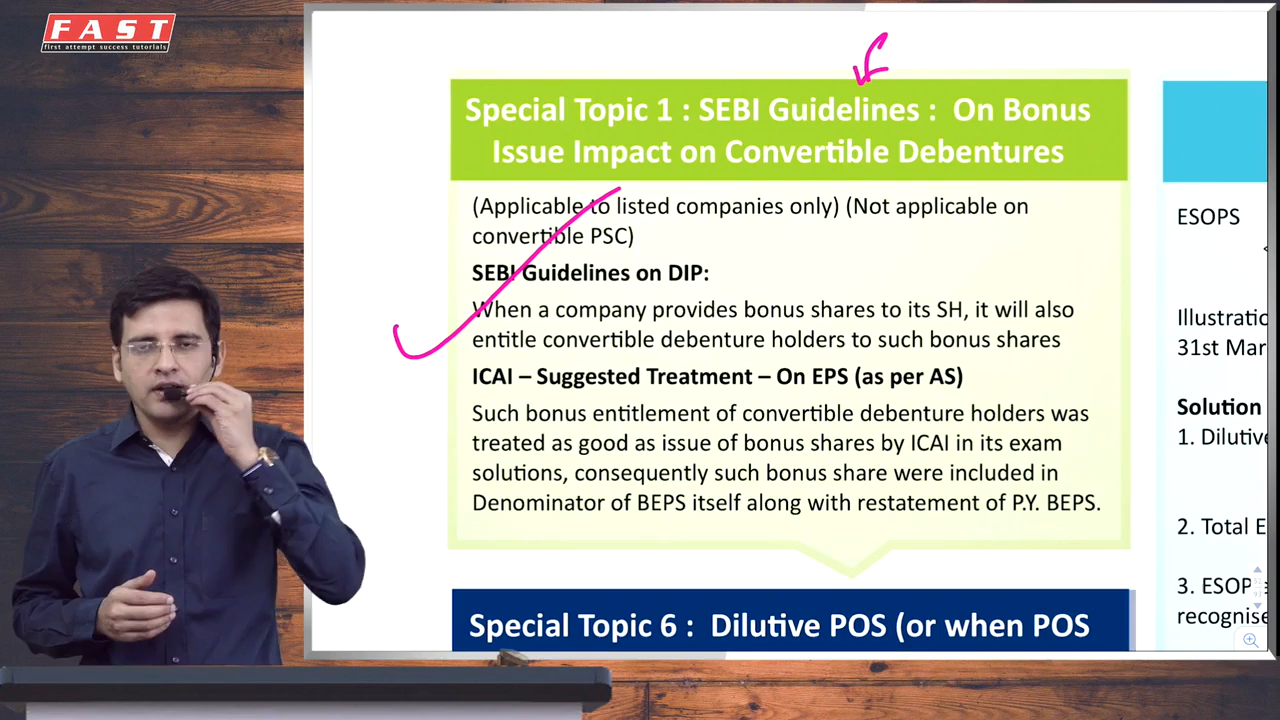 FAST
first attempt success tutorials
Special Topic 1 : SEBI Guidelines : On Bonus
Issue Impact on Convertible Debentures
(Applicable to listed companies only) (Not applicable on
convertible PSC)
SEBI Guidelines on DIP:
When a company provides bonus shares to its SH, it will also
entitle convertible debenture holders to such bonus shares
ICAI – Suggested Treatment – On EPS (as per AS)
Such bonus entitlement of convertible debenture holders was
treated as good as issue of bonus shares by ICAI in its exam
solutions, consequently such bonus share were included in
Denominator of BEPS itself along with restatement of P.Y. BEPS.
Special Topic 6 : Dilutive POS (or when POS
ESOPS
31st Mar
Solution
1. Dilutiv
2. Total E
3. ESOP
recognise